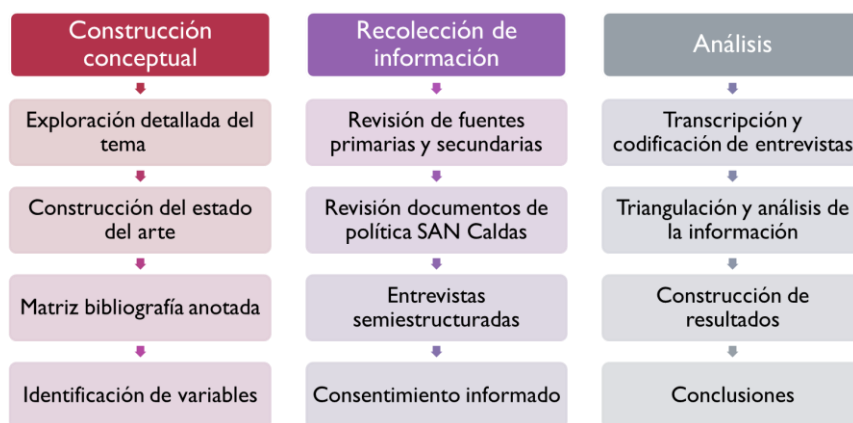 Construcción
conceptual
Exploración detallada del
tema
Construcción del estado
del arte
Matriz bibliografía anotada
Identificación de variables
Recolección de
información
Revisión de fuentes
primarias y secundarias
Revisión documentos de
política SAN Caldas
Entrevistas
semiestructuradas
Consentimiento informado
Análisis
Transcripción y
codificación de entrevistas
Triangulación y análisis de
la información
Construcción de
resultados
Conclusiones